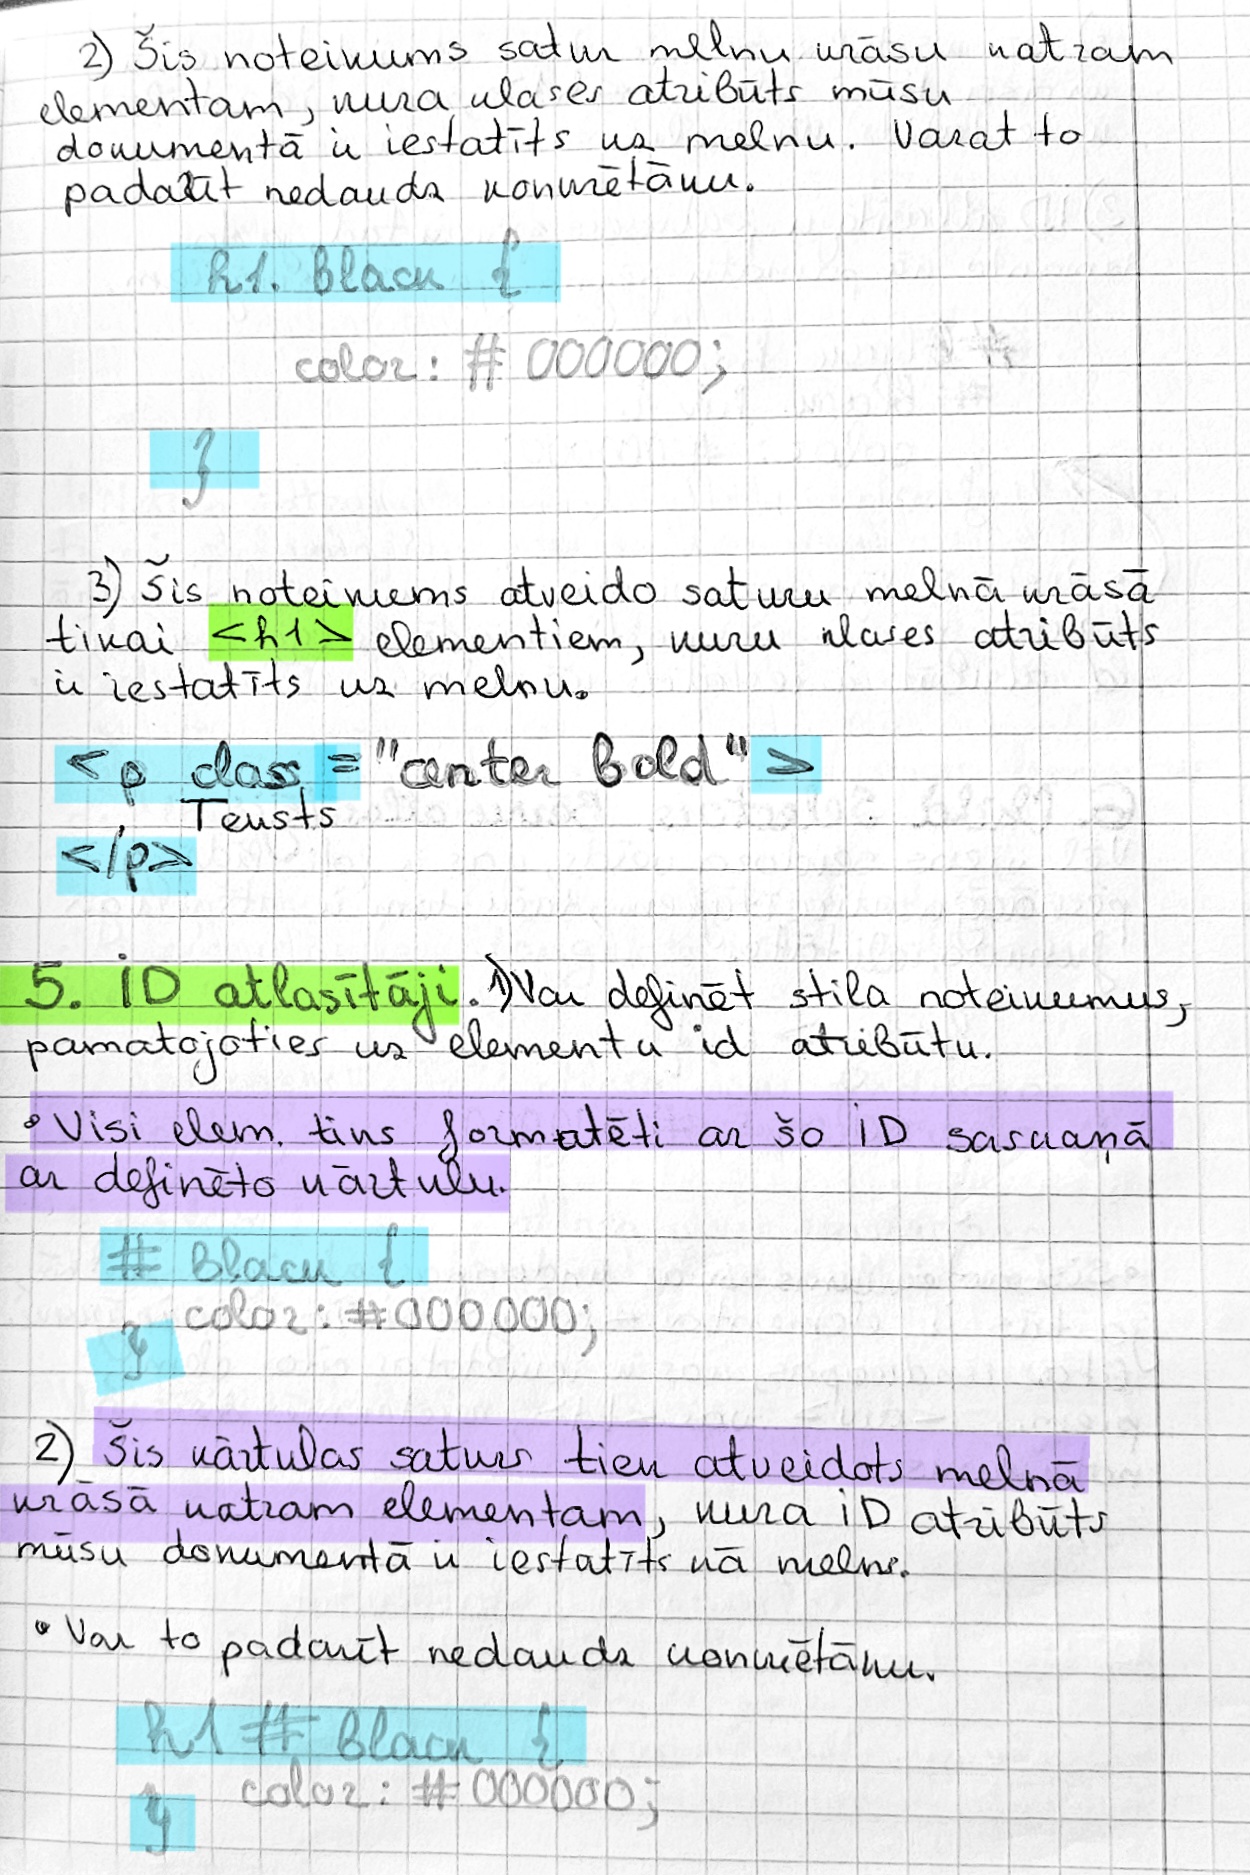 2) Šis noteikums satur melnu krāsu katram
elementam, kura klases atribūts mūsu
dokumentā ir iestatīts uz melnu. Varat to
padarīt nedaudz konkrētāku.
h1. black {
color: # 000000;
}
3) Šis noteikums atveido saturu melnā krāsā
tikai <h1> elementiem, kuru klases atribūts
ir iestatīts uz melnu.
<p class = "center bold" >
Teksts
</p>
5. ID atlasītāji. 1) Var definēt stila noteikumus,
pamatojoties uz elementu id atribūtu.
• Visi elem. tiks formatēti ar šo ID saskaņā
ar definēto kārtulu.
# black {
color: #000000;
}
2) Šis kārtulas saturs tiek atveidots melnā
krāsā katram elementam, kura ID atribūts
mūsu dokumentā ir iestatīts kā melns.
• Var to padarīt nedaudz konkrētāku.
h1 # black {
color: #000000;
}